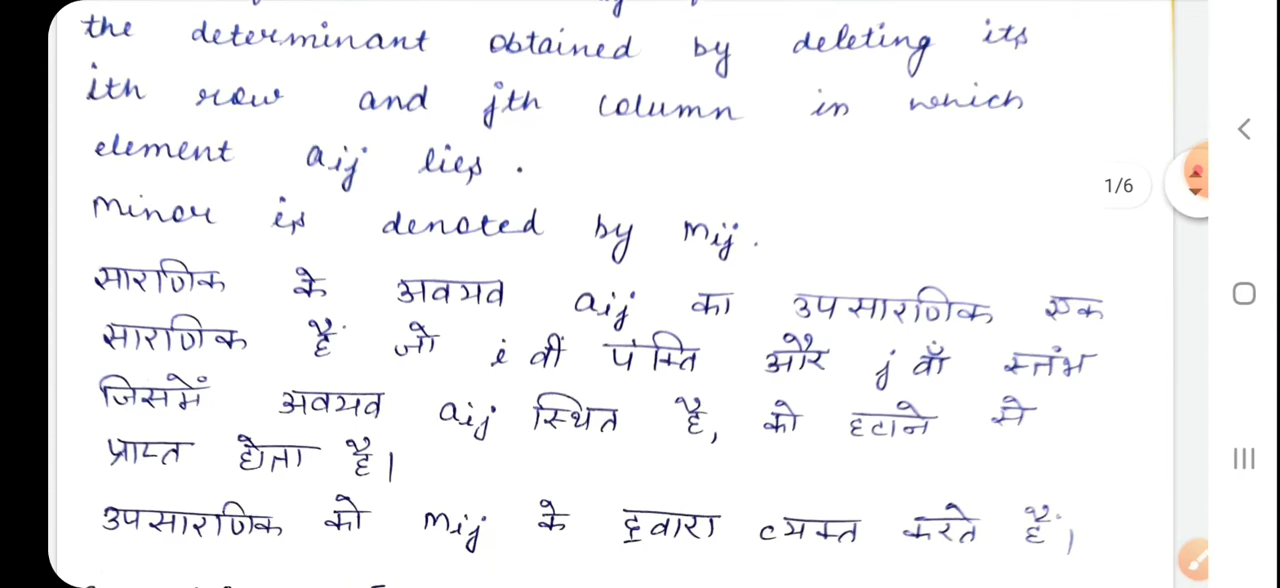 the determinant obtained by deleting its
ith row and jth column in which
element aij lies.
1/6
Minor is denoted by Mij.
सारणिक के अवयव aij का उपसारणिक एक
सारणिक है जो i वीं पंक्ति और j वाँ स्तंभ
जिसमें अवयव aij स्थित है, को हटाने से
प्राप्त होता है।
उपसारणिक को Mij के द्वारा व्यक्त करते हैं।